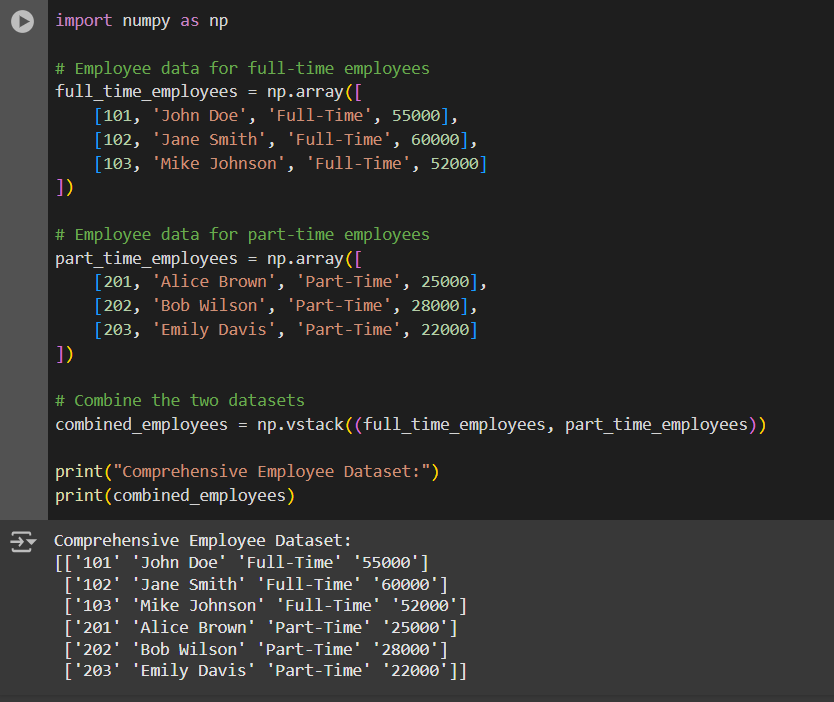 import numpy as np
# Employee data for full-time employees
full_time_employees = np.array([
    [101, 'John Doe', 'Full-Time', 55000],
    [102, 'Jane Smith', 'Full-Time', 60000],
    [103, 'Mike Johnson', 'Full-Time', 52000]
])
# Employee data for part-time employees
part_time_employees = np.array([
    [201, 'Alice Brown', 'Part-Time', 25000],
    [202, 'Bob Wilson', 'Part-Time', 28000],
    [203, 'Emily Davis', 'Part-Time', 22000]
])
# Combine the two datasets
combined_employees = np.vstack((full_time_employees, part_time_employees))
print("Comprehensive Employee Dataset:")
print(combined_employees)
Comprehensive Employee Dataset:
[['101' 'John Doe' 'Full-Time' '55000']
 ['102' 'Jane Smith' 'Full-Time' '60000']
 ['103' 'Mike Johnson' 'Full-Time' '52000']
 ['201' 'Alice Brown' 'Part-Time' '25000']
 ['202' 'Bob Wilson' 'Part-Time' '28000']
 ['203' 'Emily Davis' 'Part-Time' '22000']]